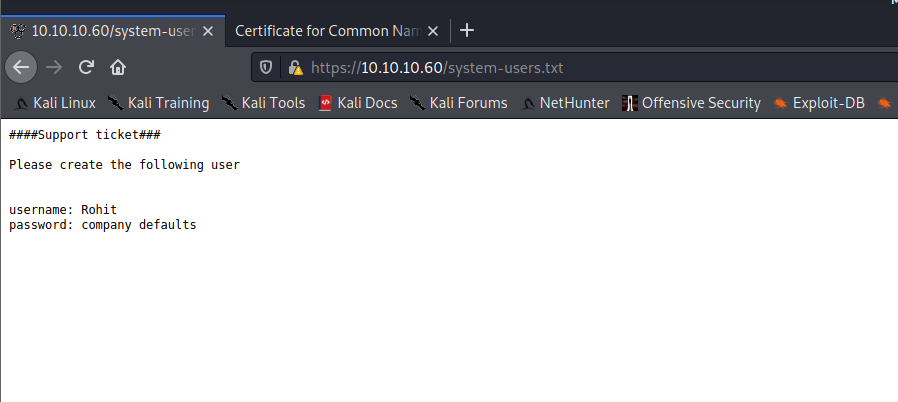 10.10.10.60/system-user
Certificate for Common Nam
https://10.10.10.60/system-users.txt
Kali Linux Kali Training Kali Tools Kali Docs Kali Forums NetHunter Offensive Security Exploit-DB
####Support ticket###
Please create the following user
username: Rohit
password: company defaults